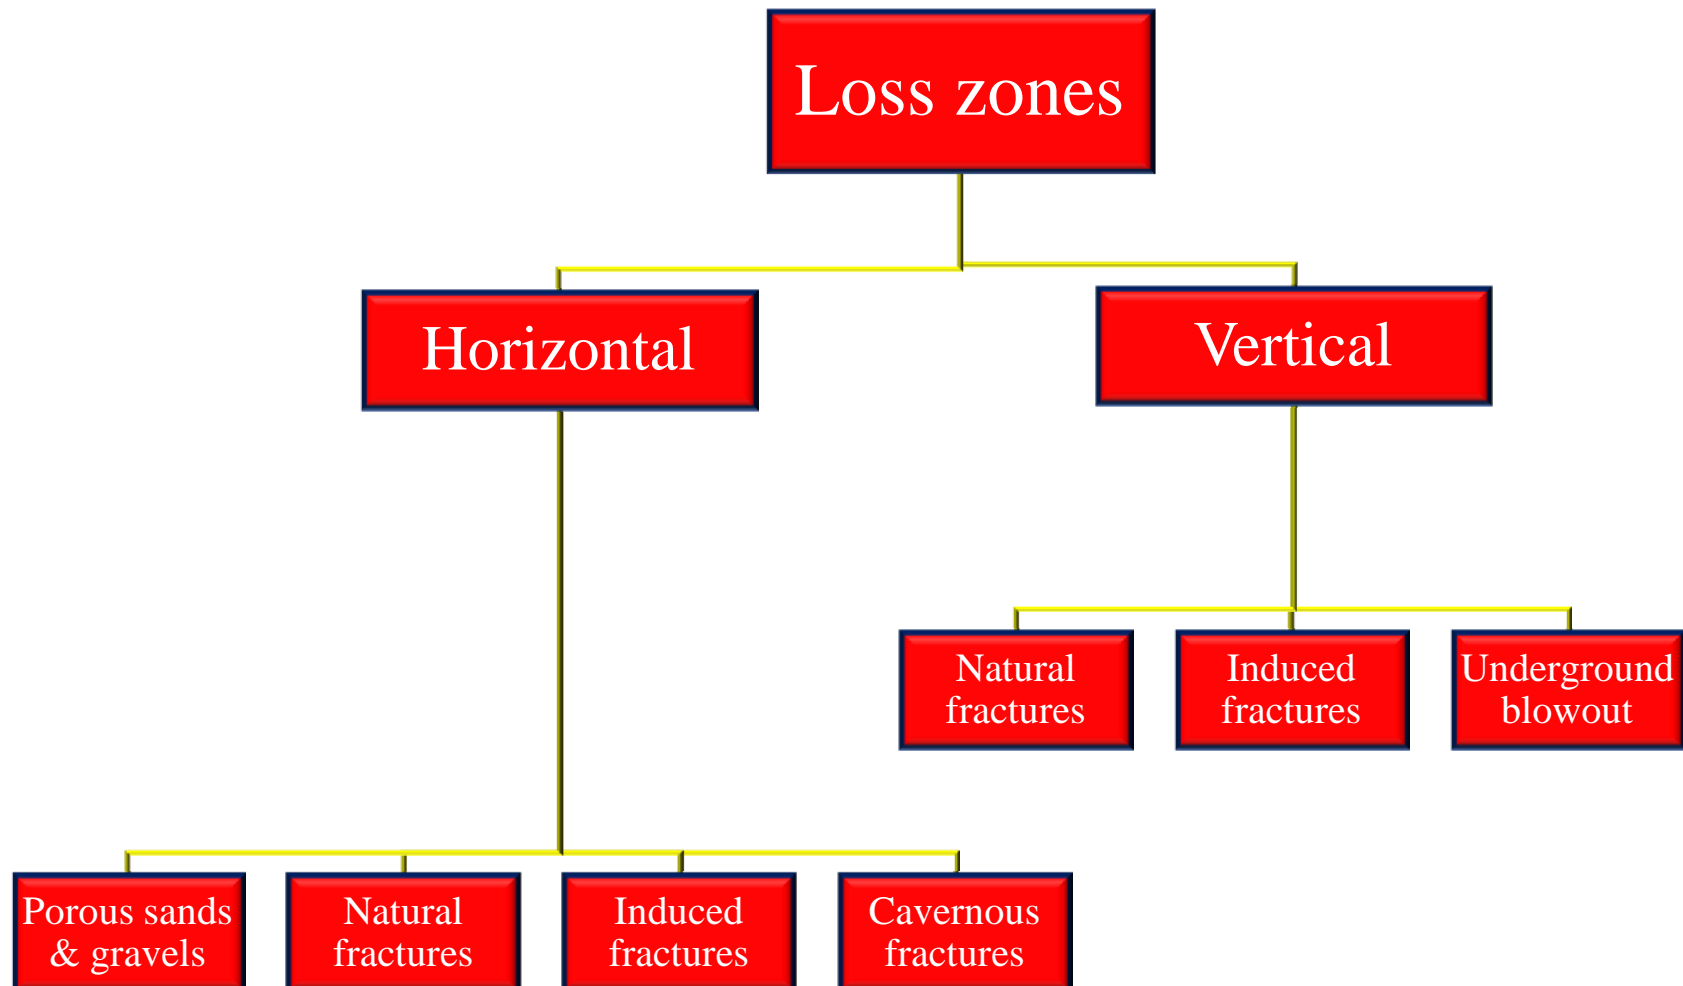 Loss zones
Horizontal
Vertical
Natural
fractures
Induced
fractures
Underground
blowout
Porous sands
& gravels
Natural
fractures
Induced
fractures
Cavernous
fractures